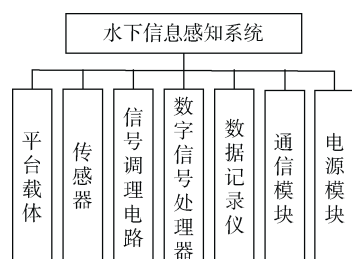 水下信息感知系统
平台载体
传感器
信号调理电路
数字信号处理器
数据记录仪
通信模块
电源模块